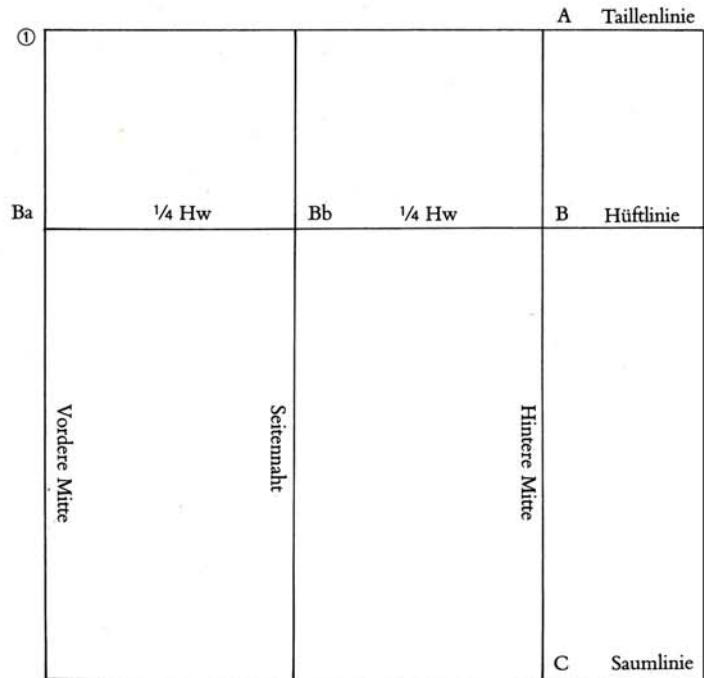 A Taillenlinie
①
Ba ¼ Hw Bb ¼ Hw B Hüftlinie
Vordere Mitte
Seitennaht
Hintere Mitte
C Saumlinie